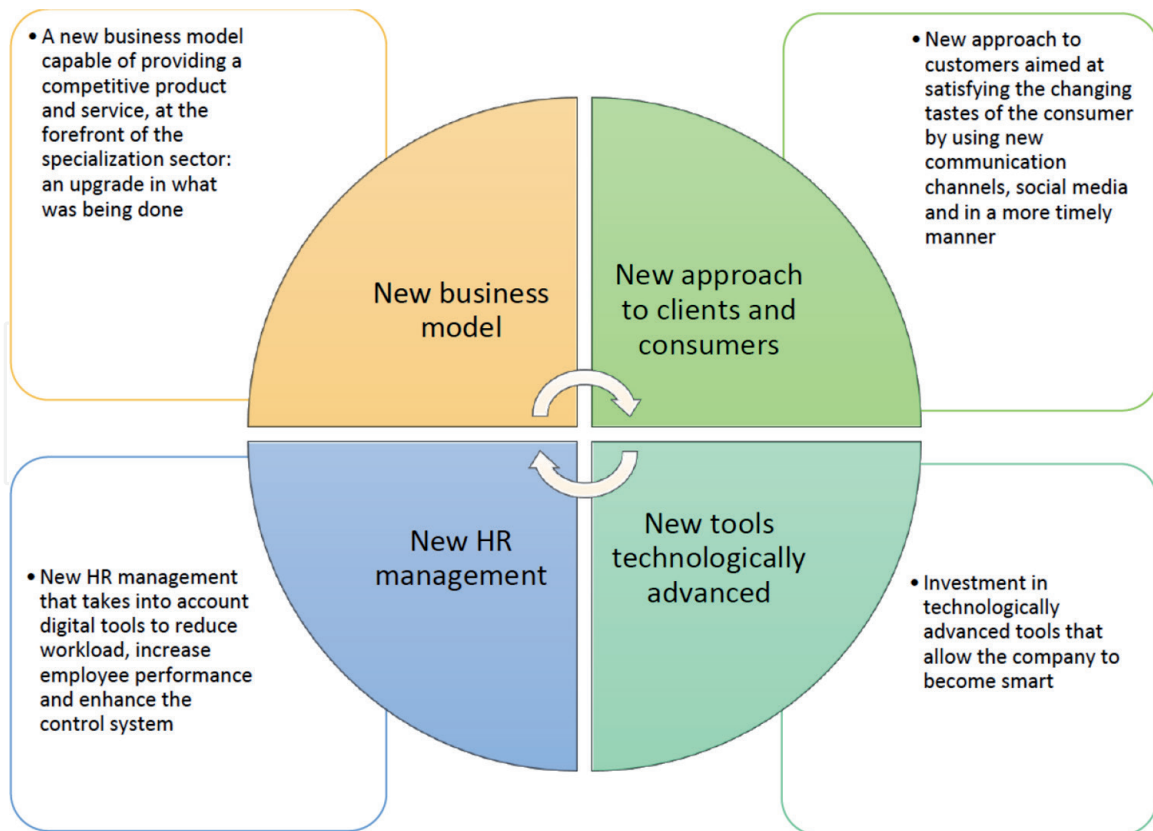 • A new business model
capable of providing a
competitive product
and service, at the
forefront of the
specialization sector:
an upgrade in what
was being done
• New approach to
customers aimed at
satisfying the changing
tastes of the consumer
by using new
communication
channels, social media
and in a more timely
manner
New business
model
New approach
to clients and
consumers
New HR
management
New tools
technologically
advanced
• New HR management
that takes into account
digital tools to reduce
workload, increase
employee performance
and enhance the
control system
• Investment in
technologically
advanced tools that
allow the company to
become smart